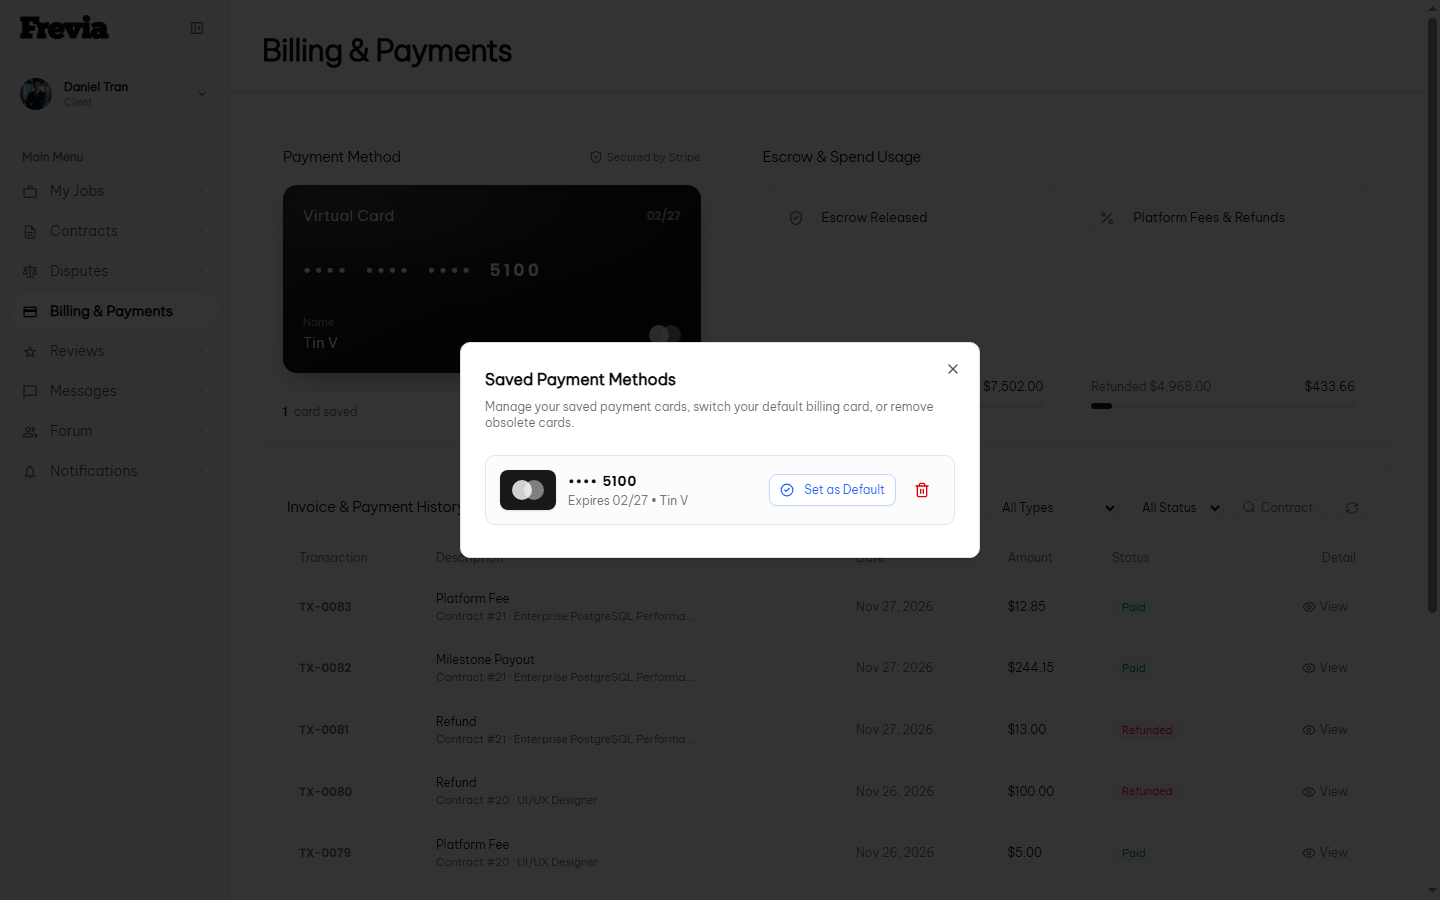 Frevia
Daniel Tran
Client
Main Menu
My Jobs
Contracts
Disputes
Billing & Payments
Reviews
Messages
Forum
Notifications
Billing & Payments
Payment Method
Secured by Stripe
Virtual Card
02/27
•••• •••• •••• 5100
Name
Tin V
1 card saved
Escrow & Spend Usage
Escrow Released
$7,502.00
Platform Fees & Refunds
Refunded $4,968.00
$433.66
Saved Payment Methods
Manage your saved payment cards, switch your default billing card, or remove
obsolete cards.
•••• 5100
Expires 02/27 • Tin V
Set as Default
Invoice & Payment History
All Types
All Status
Contract
Transaction Description Date Amount Status Detail
TX-0083 Platform Fee Nov 27, 2026 $12.85 Paid View
Contract #21 · Enterprise PostgreSQL Performa...
TX-0082 Milestone Payout Nov 27, 2026 $244.15 Paid View
Contract #21 · Enterprise PostgreSQL Performa...
TX-0081 Refund Nov 27, 2026 $13.00 Refunded View
Contract #21 · Enterprise PostgreSQL Performa...
TX-0080 Refund Nov 26, 2026 $100.00 Refunded View
Contract #20 · UI/UX Designer
TX-0079 Platform Fee Nov 26, 2026 $5.00 Paid View
Contract #20 · UI/UX Designer